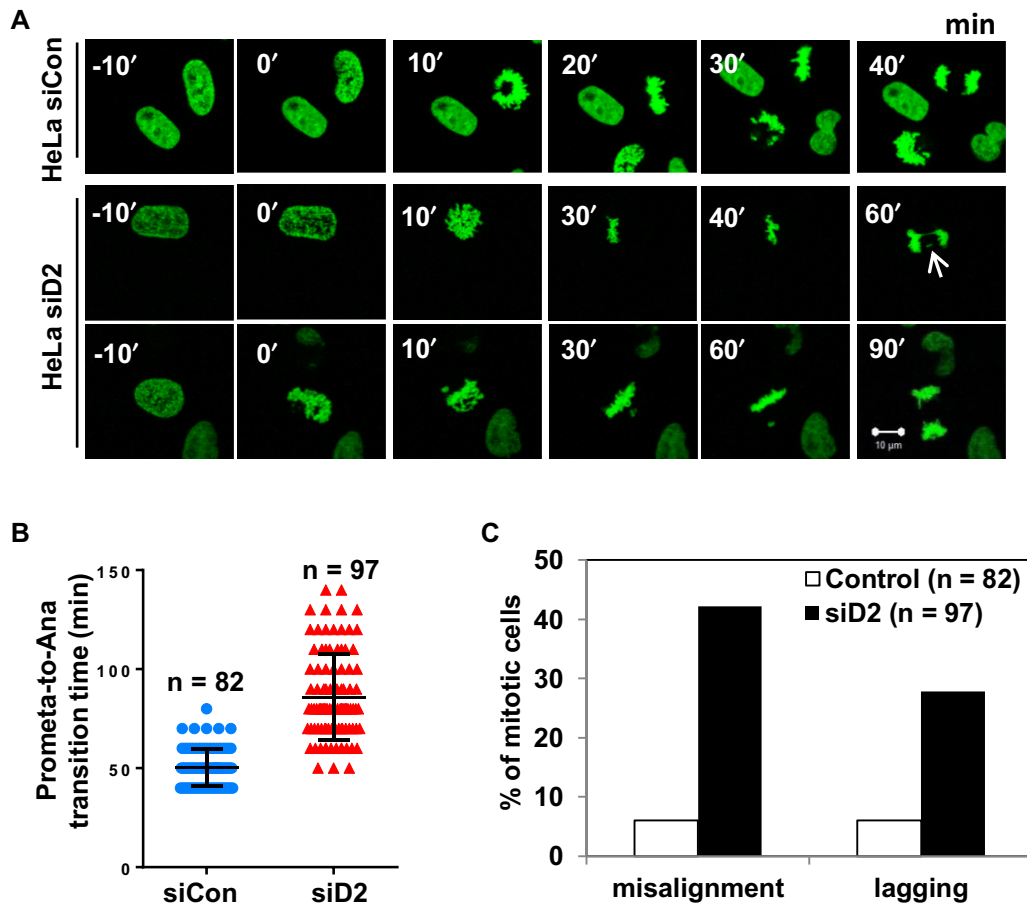 A
min
HeLa siCon
-10′ 0′ 10′ 20′ 30′ 40′
HeLa siD2
-10′ 0′ 10′ 30′ 40′ 60′
-10′ 0′ 10′ 30′ 60′ 90′
10 μm
B
Prometa-to-Ana
transition time (min)
150
100
50
0
n = 82
n = 97
siCon siD2
C
% of mitotic cells
50
40
30
20
10
0
Control (n = 82)
siD2 (n = 97)
misalignment lagging